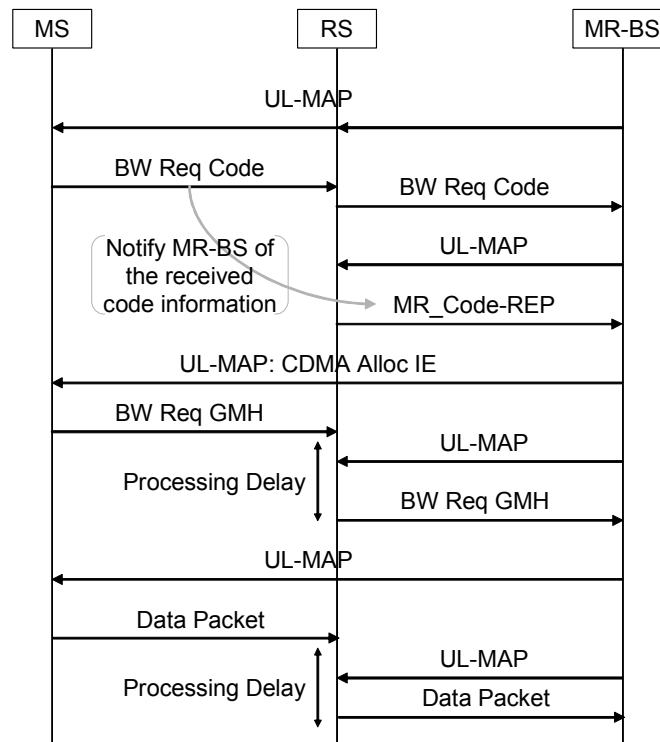 MS RS MR-BS
UL-MAP
BW Req Code
BW Req Code
Notify MR-BS of
the received
code information
UL-MAP
MR_Code-REP
UL-MAP: CDMA Alloc IE
BW Req GMH
UL-MAP
Processing Delay
BW Req GMH
UL-MAP
Data Packet
UL-MAP
Processing Delay
Data Packet